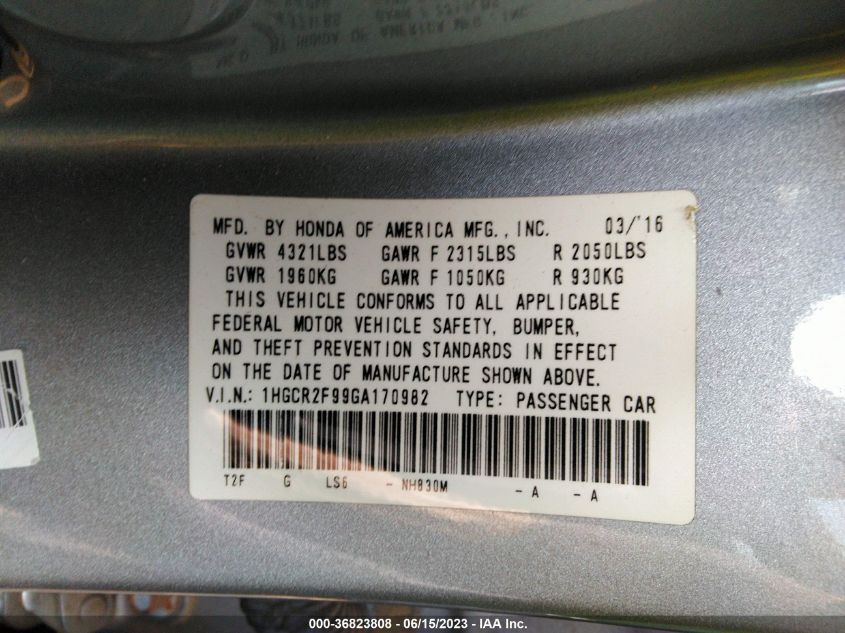 MFD. BY HONDA OF AMERICA MFG., INC. 03/'16
GVWR 4321LBS GAWR F 2315LBS R 2050LBS
GVWR 1960KG GAWR F 1050KG R 930KG
THIS VEHICLE CONFORMS TO ALL APPLICABLE
FEDERAL MOTOR VEHICLE SAFETY, BUMPER,
AND THEFT PREVENTION STANDARDS IN EFFECT
ON THE DATE OF MANUFACTURE SHOWN ABOVE.
V.I.N.: 1HGCR2F99GA170982 TYPE: PASSENGER CAR
T2F G LS6 - NH830M - A - A
000-36823808 - 06/15/2023 - IAA Inc.